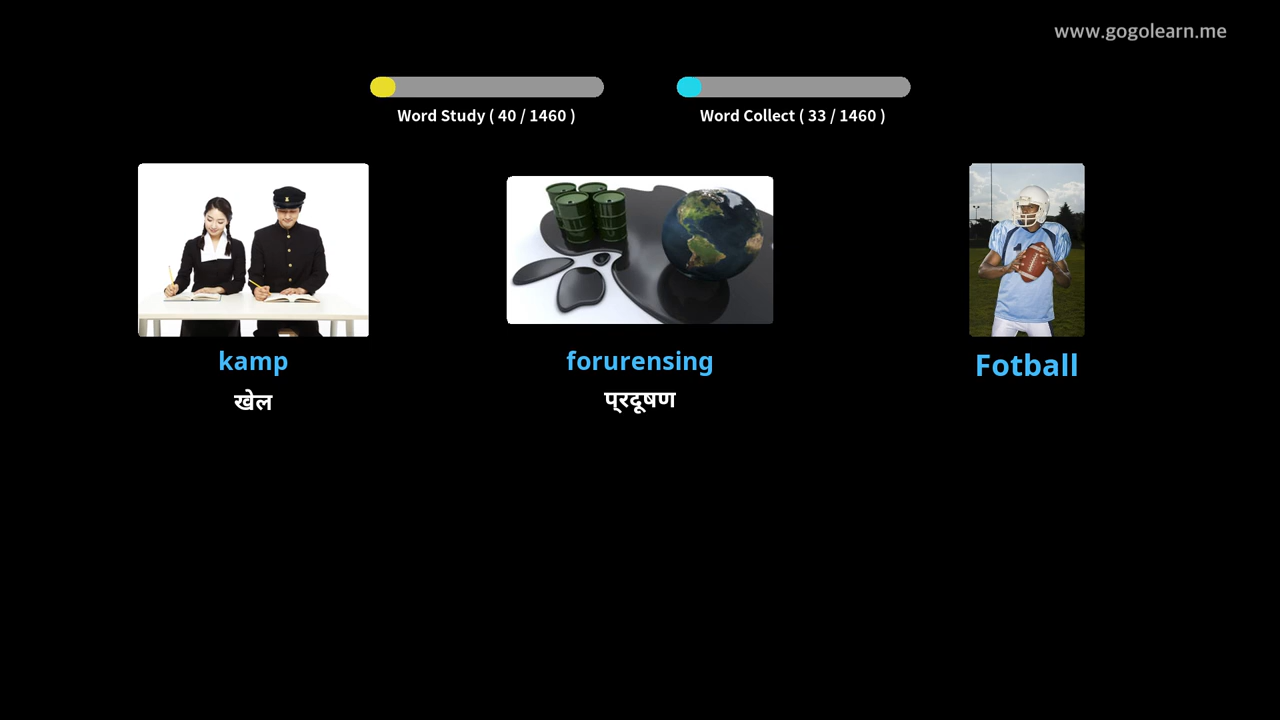 www.gogolearn.me
Word Study ( 40 / 1460 )
Word Collect ( 33 / 1460 )
kamp
खेल
forurensing
प्रदूषण
Fotball